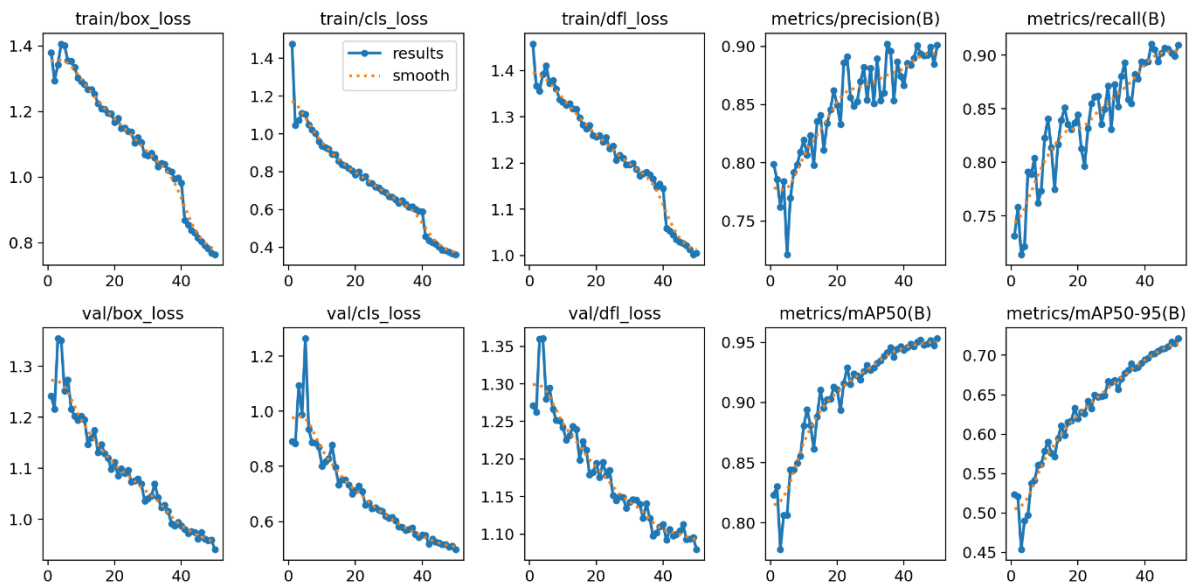 train/box_loss
train/cls_loss
train/dfl_loss
metrics/precision(B)
metrics/recall(B)
1.4
1.2
1.0
0.8
0 20 40
1.4
1.2
1.0
0.8
0.6
0.4
0 20 40
results
smooth
1.4
1.3
1.2
1.1
1.0
0 20 40
0.90
0.85
0.80
0.75
0 20 40
0.90
0.85
0.80
0.75
0 20 40
val/box_loss
val/cls_loss
val/dfl_loss
metrics/mAP50(B)
metrics/mAP50-95(B)
1.3
1.2
1.1
1.0
0 20 40
1.2
1.0
0.8
0.6
0 20 40
1.35
1.30
1.25
1.20
1.15
1.10
0 20 40
0.95
0.90
0.85
0.80
0 20 40
0.70
0.65
0.60
0.55
0.50
0.45
0 20 40